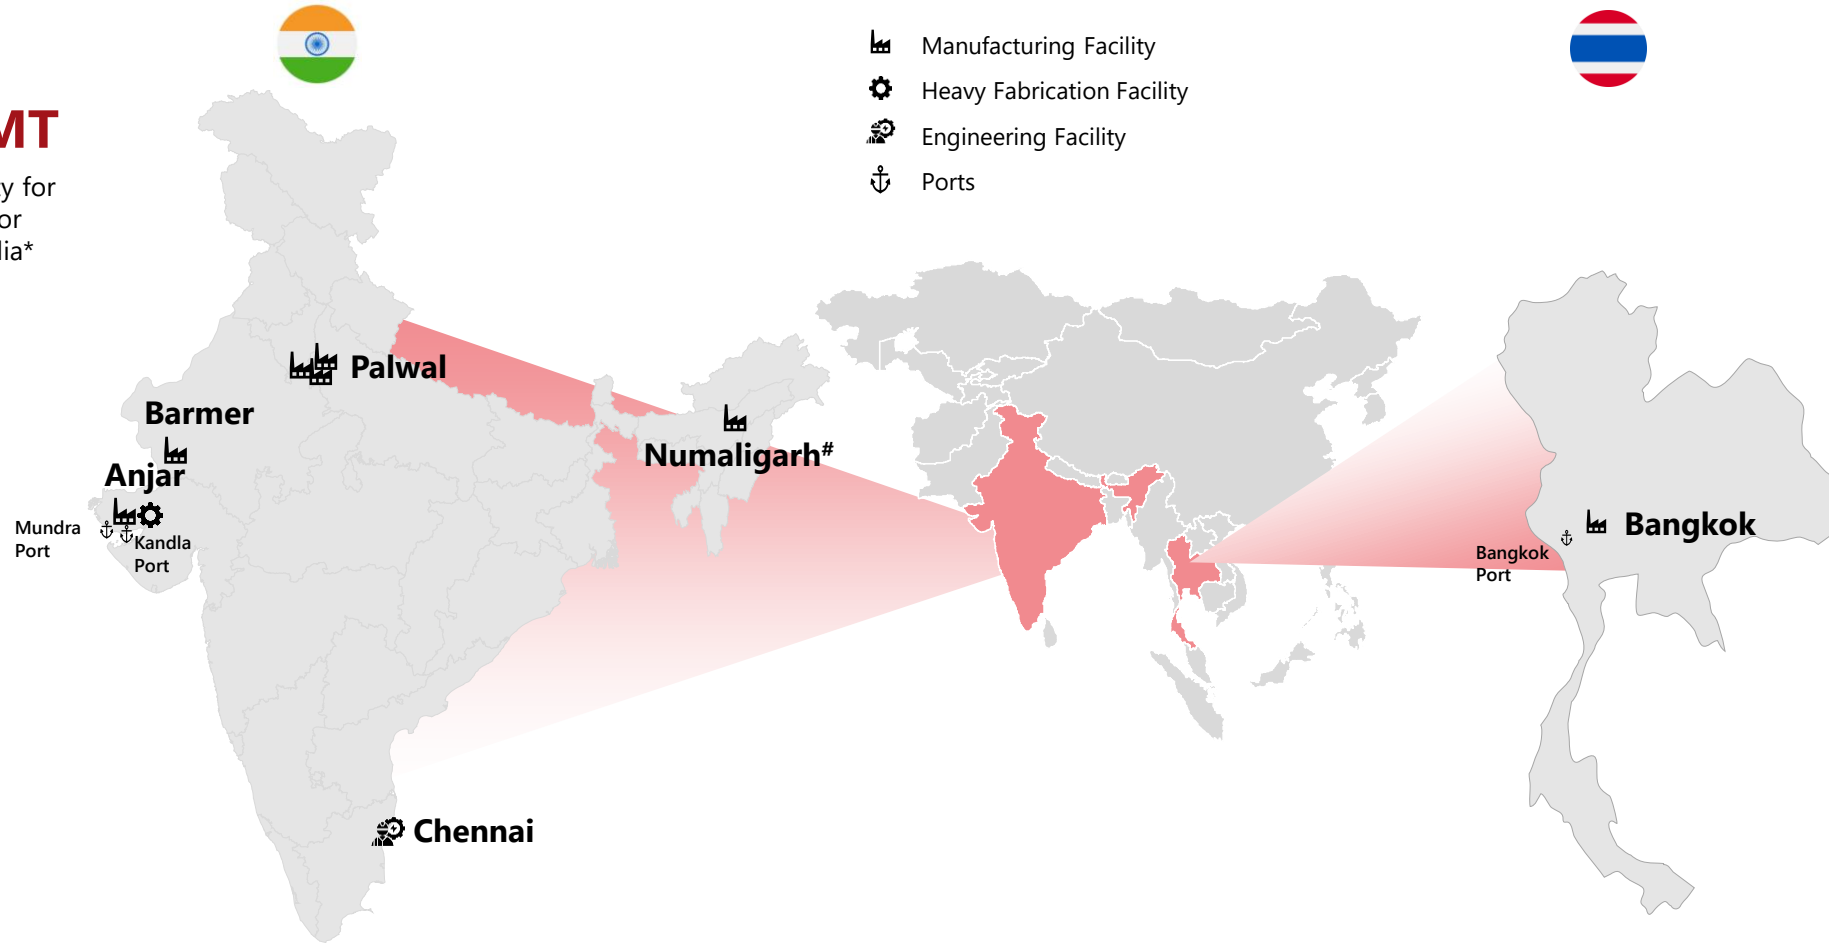 MT
y for
or
lia*
Manufacturing Facility
Heavy Fabrication Facility
Engineering Facility
Ports
Palwal
Barmer
Numaligarh#
Anjar
Mundra
Port
Kandla
Port
Bangkok
Bangkok
Port
Chennai